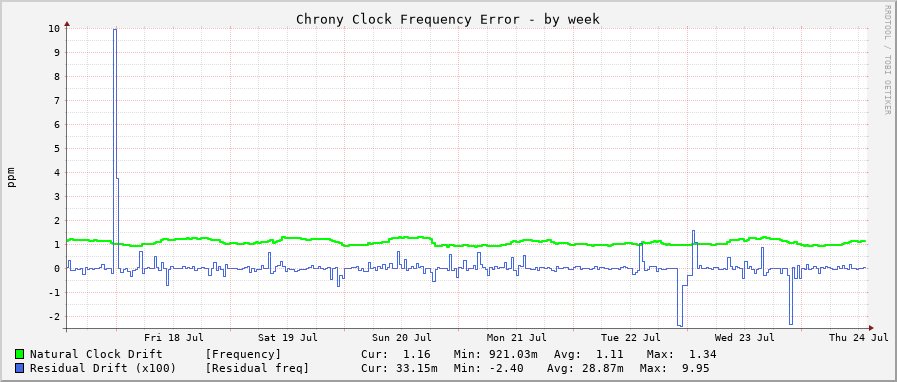 Chrony Clock Frequency Error - by week
RRDTOOL / TOBI OETIKER
ppm
10
9
8
7
6
5
4
3
2
1
0
-1
-2
Fri 18 Jul Sat 19 Jul Sun 20 Jul Mon 21 Jul Tue 22 Jul Wed 23 Jul Thu 24 Jul
Natural Clock Drift [Frequency] Cur: 1.16 Min: 921.03m Avg: 1.11 Max: 1.34
Residual Drift (x100) [Residual freq] Cur: 33.15m Min: -2.40 Avg: 28.87m Max: 9.95